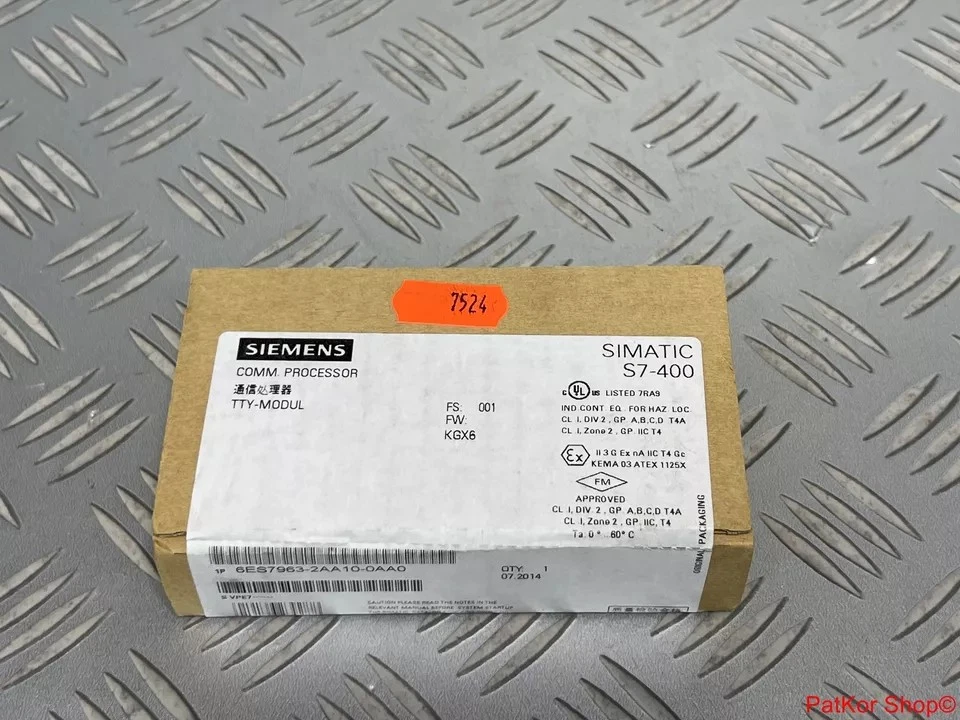 7524
SIEMENS
COMM. PROCESSOR
通信处理器
TTY-MODUL
FS: 001
FW:
KGX6
SIMATIC
S7-400
C UL US LISTED 7RA9
IND.CONT. EQ. FOR HAZ. LOC.
CL. I, DIV.2, GP. A,B,C,D T4A
CL. I, Zone 2, GP. IIC T4
Ex II 3 G Ex nA IIC T4 Gc
KEMA 03 ATEX 1125X
FM
APPROVED
CL. I, DIV. 2, GP. A,B,C,D T4A
CL. I, Zone 2, GP. IIC, T4
Ta: 0°...60°C
ORIGINAL PACKAGING
1P 6ES7963-2AA10-0AA0
QTY: 1
07.2014
S VPE7
CAUTION: PLEASE READ THE NOTES IN THE
RELEVANT MANUAL BEFORE SYSTEM STARTUP
PatKor Shop©